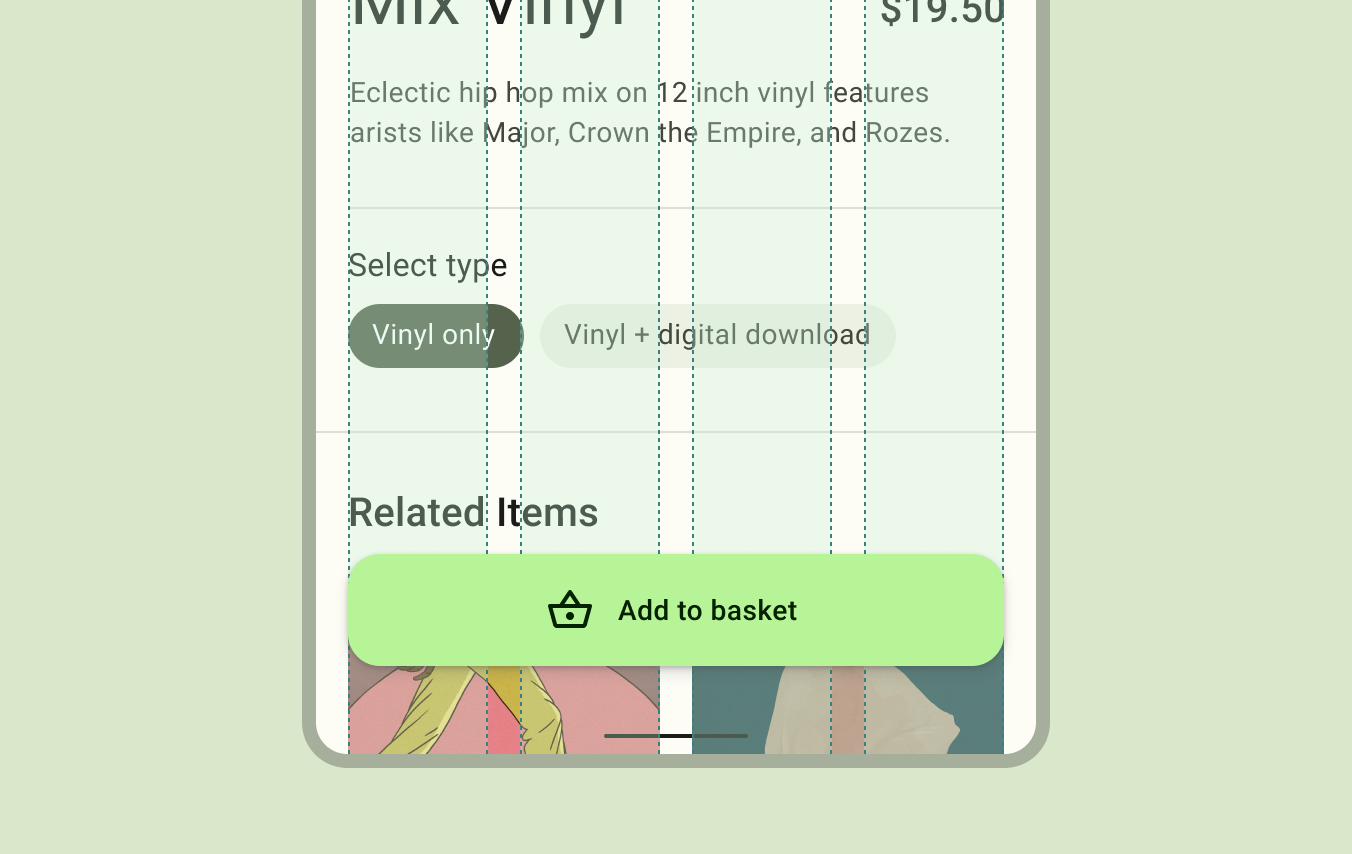 Mix Vinyl
$19.50
Eclectic hip hop mix on 12 inch vinyl features
arists like Major, Crown the Empire, and Rozes.
Select type
Vinyl only
Vinyl + digital download
Related Items
Add to basket